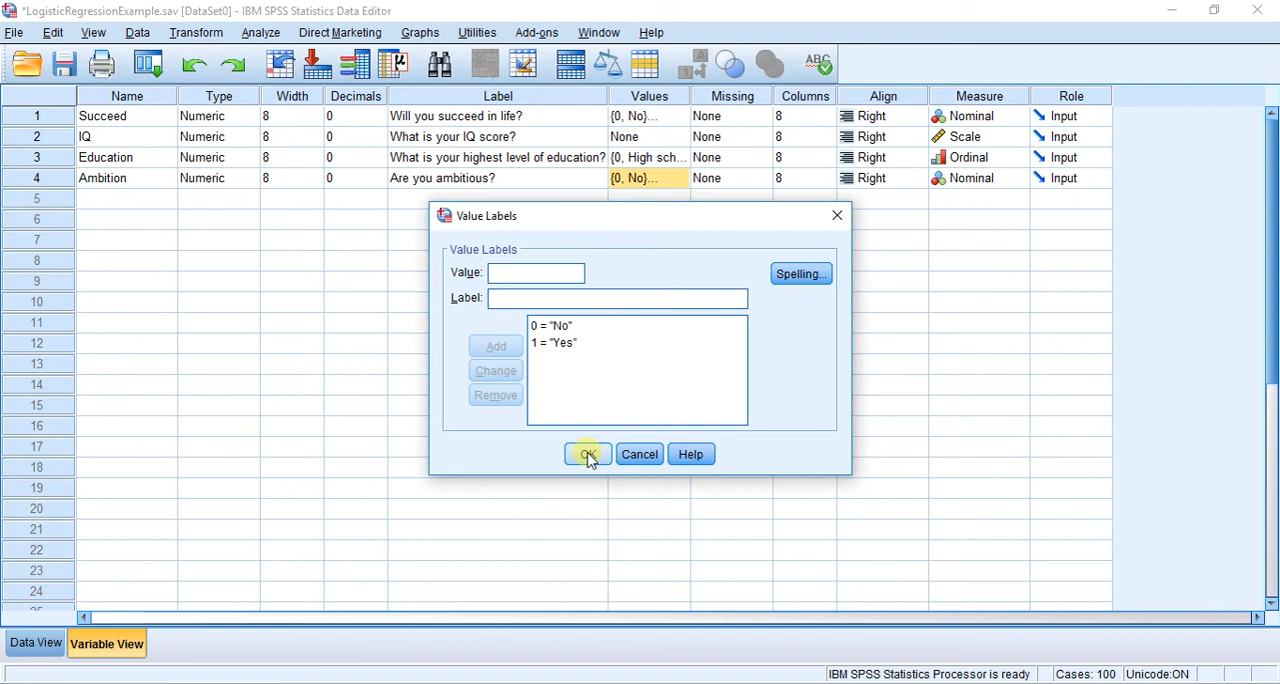 *LogisticRegressionExample.sav [DataSet0] - IBM SPSS Statistics Data Editor
File Edit View Data Transform Analyze Direct Marketing Graphs Utilities Add-ons Window Help
Name Type Width Decimals Label Values Missing Columns Align Measure Role
1 Succeed Numeric 8 0 Will you succeed in life? {0, No}... None 8 Right Nominal Input
2 IQ Numeric 8 0 What is your IQ score? None None 8 Right Scale Input
3 Education Numeric 8 0 What is your highest level of education? {0, High sch... None 8 Right Ordinal Input
4 Ambition Numeric 8 0 Are you ambitious? {0, No}... None 8 Right Nominal Input
5
6
7
8
9
10
11
12
13
14
15
16
17
18
19
20
21
22
23
24
Value Labels
Value Labels
Value: Spelling...
Label:
0 = "No"
1 = "Yes"
Add
Change
Remove
OK Cancel Help
Data View Variable View
IBM SPSS Statistics Processor is ready Cases: 100 Unicode:ON